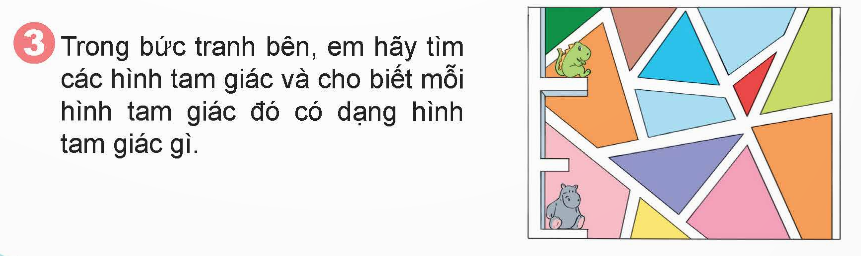 3 Trong bức tranh bên, em hãy tìm
các hình tam giác và cho biết mỗi
hình tam giác đó có dạng hình
tam giác gì.